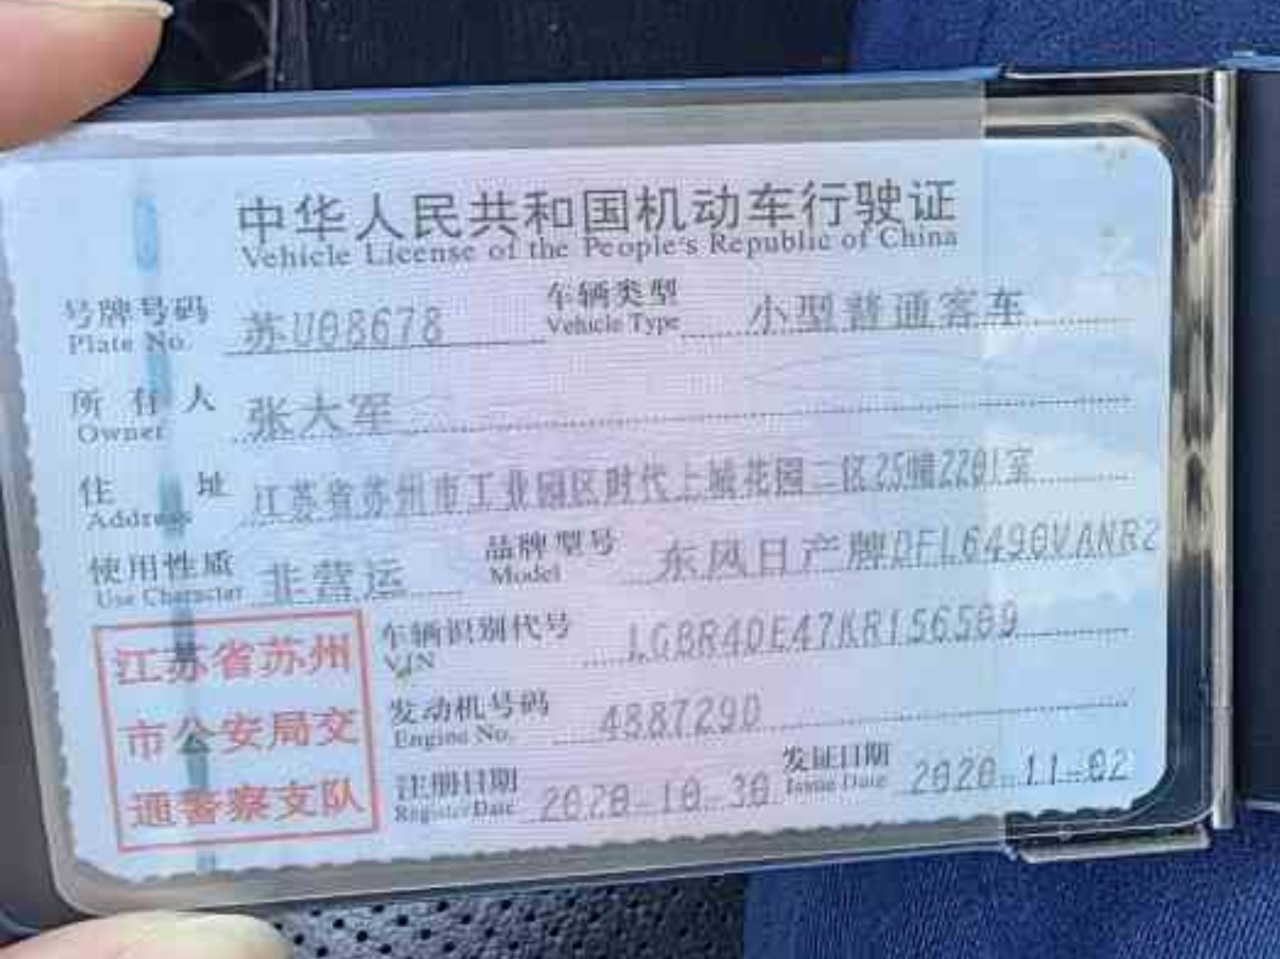 中华人民共和国机动车行驶证
Vehicle License of the People's Republic of China
号牌号码 苏U08678 车辆类型 小型普通客车
Plate No. Vehicle Type
所有人 张大军
Owner
住址 江苏省苏州市工业园区时代上城花园二区25幢2201室
Address
使用性质 非营运 品牌型号 东风日产牌DFL6490VANR2
Use Character Model
江苏省苏州
市公安局交
通警察支队
车辆识别代号 LGBR4DE47KR156509
VIN
发动机号码 488729D
Engine No.
注册日期 2020-10-30 发证日期 2020-11-02
Register Date Issue Date